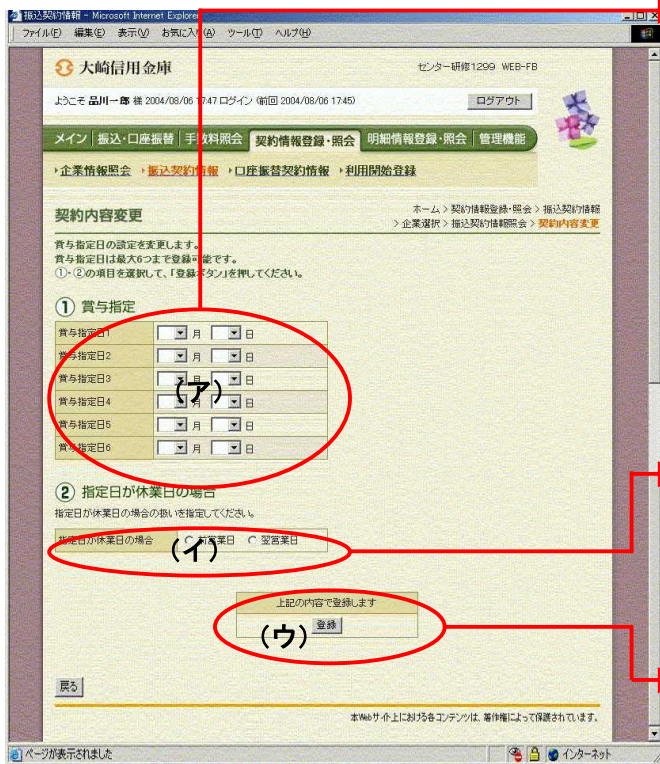 振込契約情報 - Microsoft Internet Explorer
ファイル(F) 編集(E) 表示(V) お気に入り(A) ツール(T) ヘルプ(H)
大崎信用金庫
センター研修1299 WEB-FB
ようこそ 品川一郎 様 2004/08/06 17:47 ログイン (前回 2004/08/06 17:45)
ログアウト
メイン 振込・口座振替 手数料照会 契約情報登録・照会 明細情報登録・照会 管理機能
企業情報照会 振込契約情報 口座振替契約情報 利用開始登録
契約内容変更
ホーム > 契約情報登録・照会 > 振込契約情報
> 企業選択 > 振込契約情報照会 > 契約内容変更
賞与指定日の設定を変更します。
賞与指定日は最大6つまで登録可能です。
①・②の項目を選択して、「登録ボタン」を押してください。
① 賞与指定
賞与指定日1 月 日
賞与指定日2 月 日
賞与指定日3 月 日
(ア)
賞与指定日4 月 日
賞与指定日5 月 日
賞与指定日6 月 日
② 指定日が休業日の場合
指定日が休業日の場合の扱いを指定してください。
指定日が休業日の場合 前営業日 翌営業日
(イ)
上記の内容で登録します
(ウ) 登録
戻る
本Webサイト上における各コンテンツは、著作権によって保護されています。
ページが表示されました インターネット